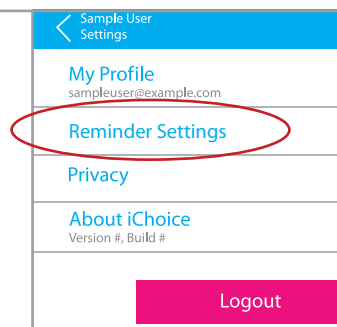 Sample User
Settings
My Profile
sampleuser@example.com
Reminder Settings
Privacy
About iChoice
Version #, Build #
Logout